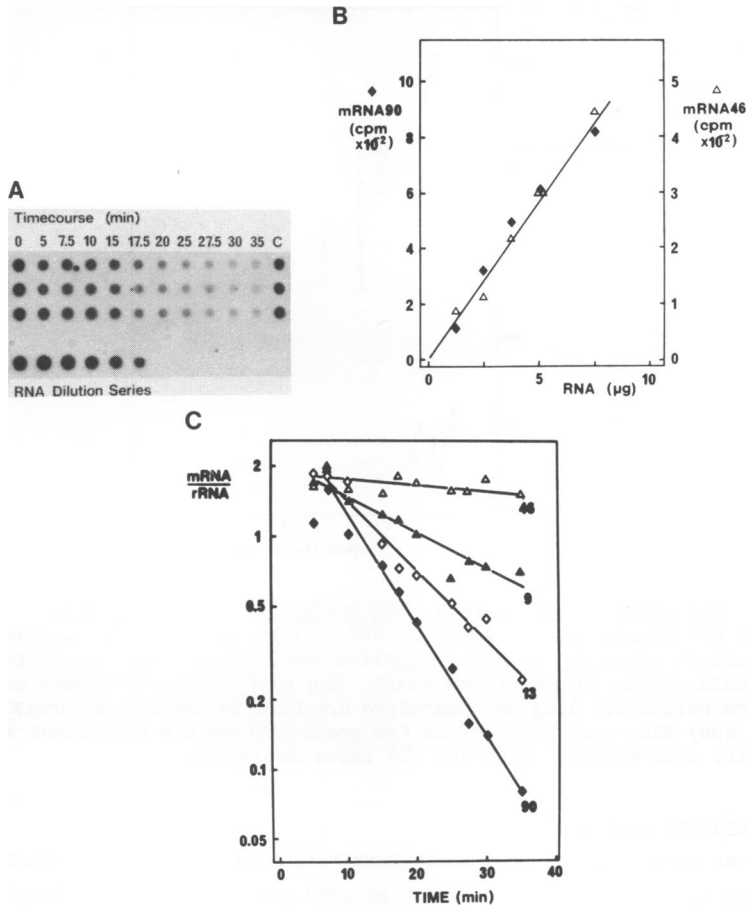 B
10
8
6
4
2
0
mRNA90
(cpm
x10⁻²)
5
4
3
2
1
0
mRNA46
(cpm
x10⁻²)
0 5 10
RNA (µg)
A
Timecourse (min)
0 5 7.5 10 15 17.5 20 25 27.5 30 35 C
RNA Dilution Series
C
mRNA
rRNA
2
1
0.5
0.2
0.1
0.05
46
9
13
90
0 10 20 30 40
TIME (min)